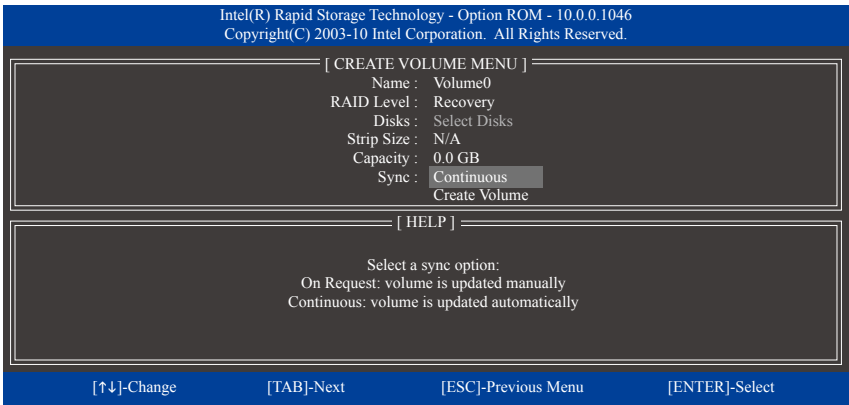 Intel(R) Rapid Storage Technology - Option ROM - 10.0.0.1046
Copyright(C) 2003-10 Intel Corporation. All Rights Reserved.
[ CREATE VOLUME MENU ]
Name : Volume0
RAID Level : Recovery
Disks : Select Disks
Strip Size : N/A
Capacity : 0.0 GB
Sync : Continuous
Create Volume
[ HELP ]
Select a sync option:
On Request: volume is updated manually
Continuous: volume is updated automatically
[↑↓]-Change [TAB]-Next [ESC]-Previous Menu [ENTER]-Select